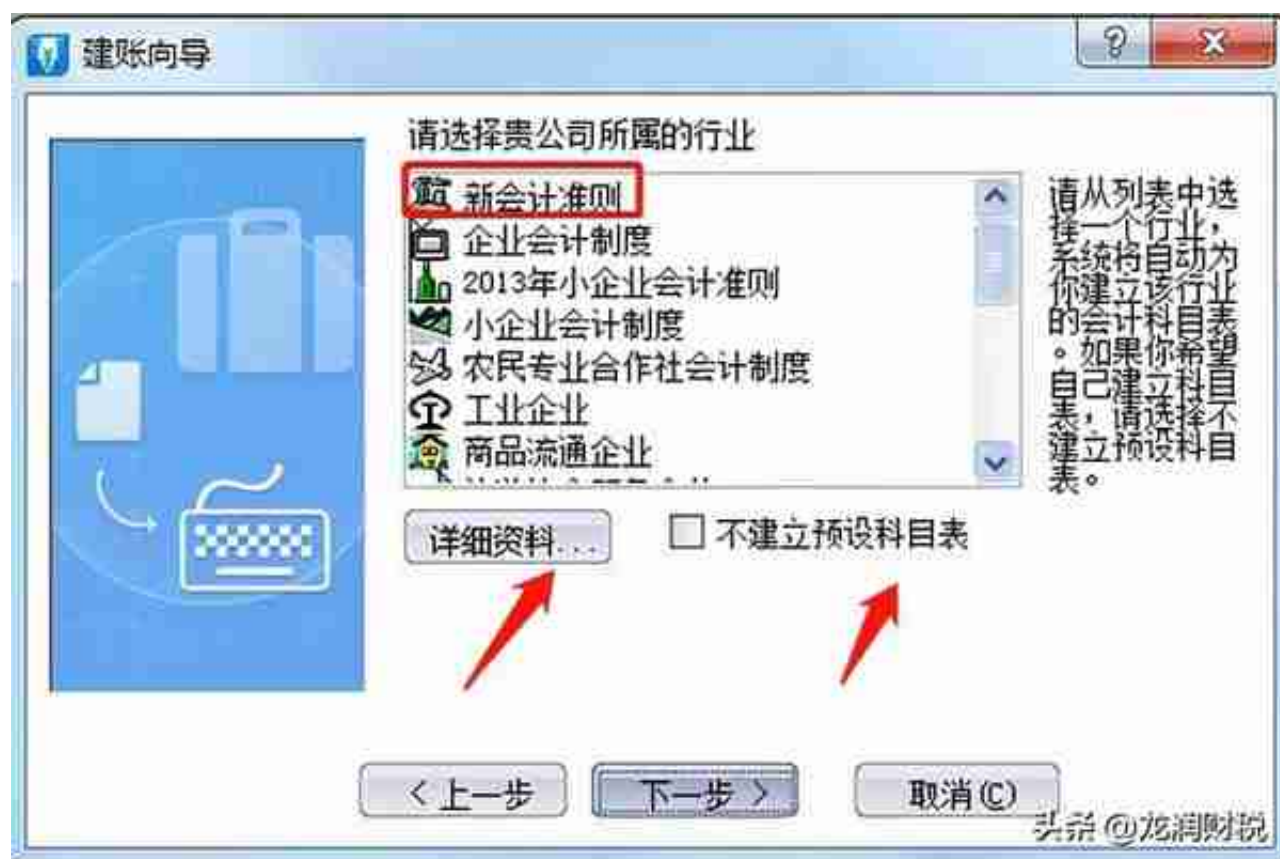 建账向导
请选择贵公司所属的行业
新会计准则
企业会计制度
2013年小企业会计准则
小企业会计制度
农民专业合作社会计制度
工业企业
商品流通企业
请从列表中选
择一个行业，
系统将自动为
你建立该行业
的会计科目表
。如果你希望
自己建立科目
表，请选择不
建立预设科目
表。
详细资料...
不建立预设科目表
<上一步
下一步>
取消(C)
头条 @龙润财税